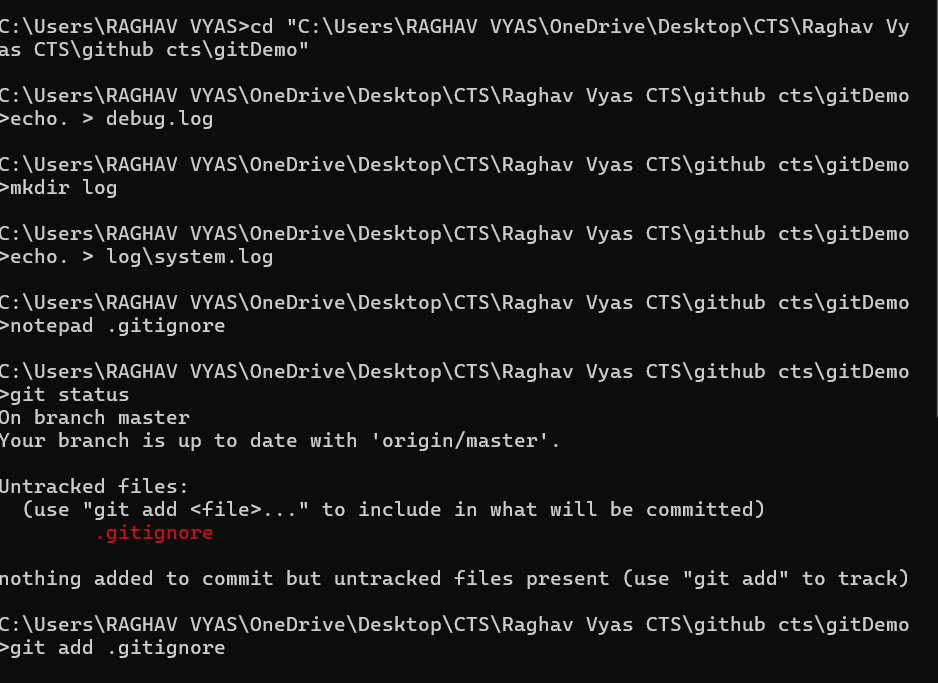 C:\Users\RAGHAV VYAS>cd "C:\Users\RAGHAV VYAS\OneDrive\Desktop\CTS\Raghav Vy
as CTS\github cts\gitDemo"
C:\Users\RAGHAV VYAS\OneDrive\Desktop\CTS\Raghav Vyas CTS\github cts\gitDemo
>echo. > debug.log
C:\Users\RAGHAV VYAS\OneDrive\Desktop\CTS\Raghav Vyas CTS\github cts\gitDemo
>mkdir log
C:\Users\RAGHAV VYAS\OneDrive\Desktop\CTS\Raghav Vyas CTS\github cts\gitDemo
>echo. > log\system.log
C:\Users\RAGHAV VYAS\OneDrive\Desktop\CTS\Raghav Vyas CTS\github cts\gitDemo
>notepad .gitignore
C:\Users\RAGHAV VYAS\OneDrive\Desktop\CTS\Raghav Vyas CTS\github cts\gitDemo
>git status
On branch master
Your branch is up to date with 'origin/master'.
Untracked files:
  (use "git add <file>..." to include in what will be committed)
        .gitignore
nothing added to commit but untracked files present (use "git add" to track)
C:\Users\RAGHAV VYAS\OneDrive\Desktop\CTS\Raghav Vyas CTS\github cts\gitDemo
>git add .gitignore